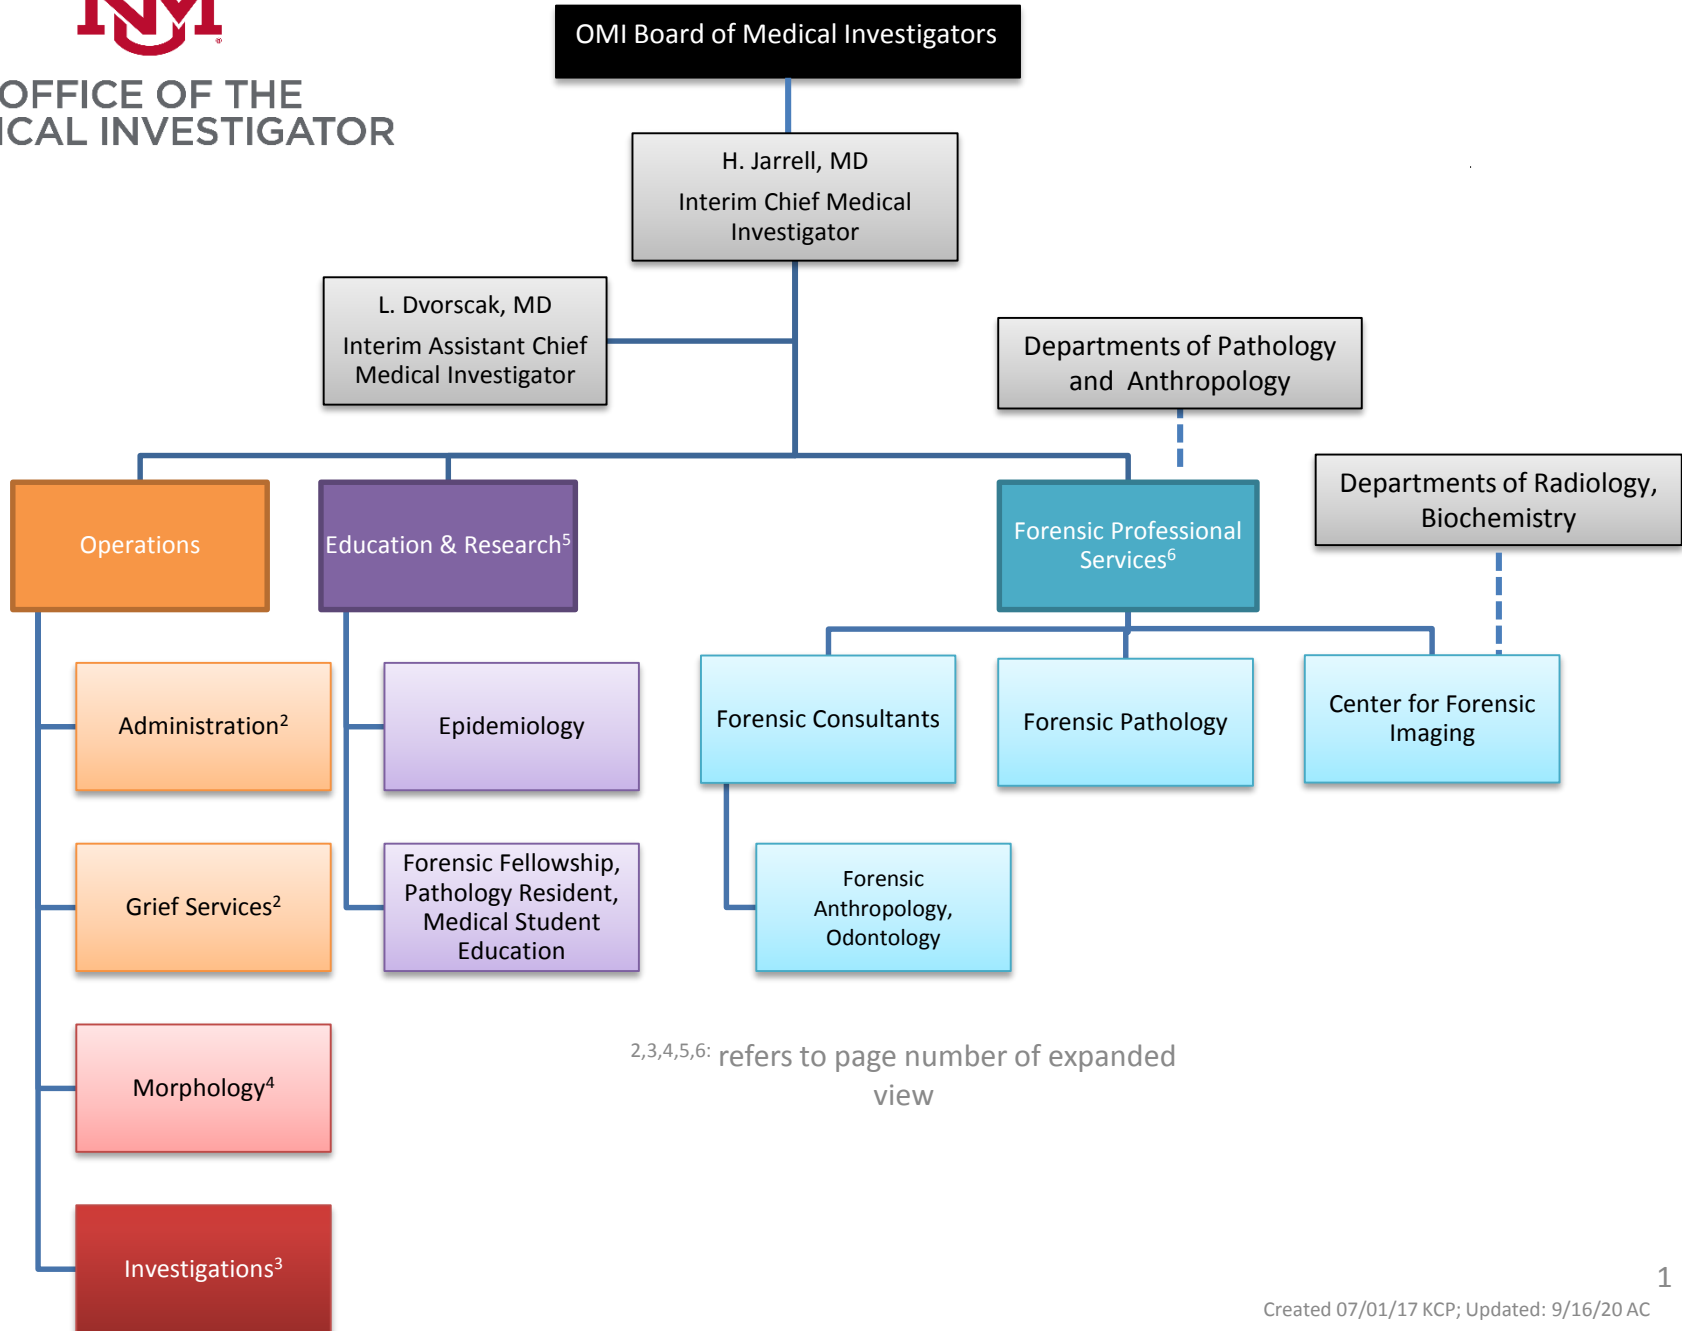 OFFICE OF THE
ICAL INVESTIGATOR
OMI Board of Medical Investigators
H. Jarrell, MD
Interim Chief Medical
Investigator
L. Dvorscak, MD
Interim Assistant Chief
Medical Investigator
Departments of Pathology
and Anthropology
Departments of Radiology,
Biochemistry
Operations
Education & Research⁵
Forensic Professional
Services⁶
Administration²
Epidemiology
Forensic Consultants
Forensic Pathology
Center for Forensic
Imaging
Grief Services²
Forensic Fellowship,
Pathology Resident,
Medical Student
Education
Forensic
Anthropology,
Odontology
Morphology⁴
Investigations³
2,3,4,5,6: refers to page number of expanded
view
1
Created 07/01/17 KCP; Updated: 9/16/20 AC